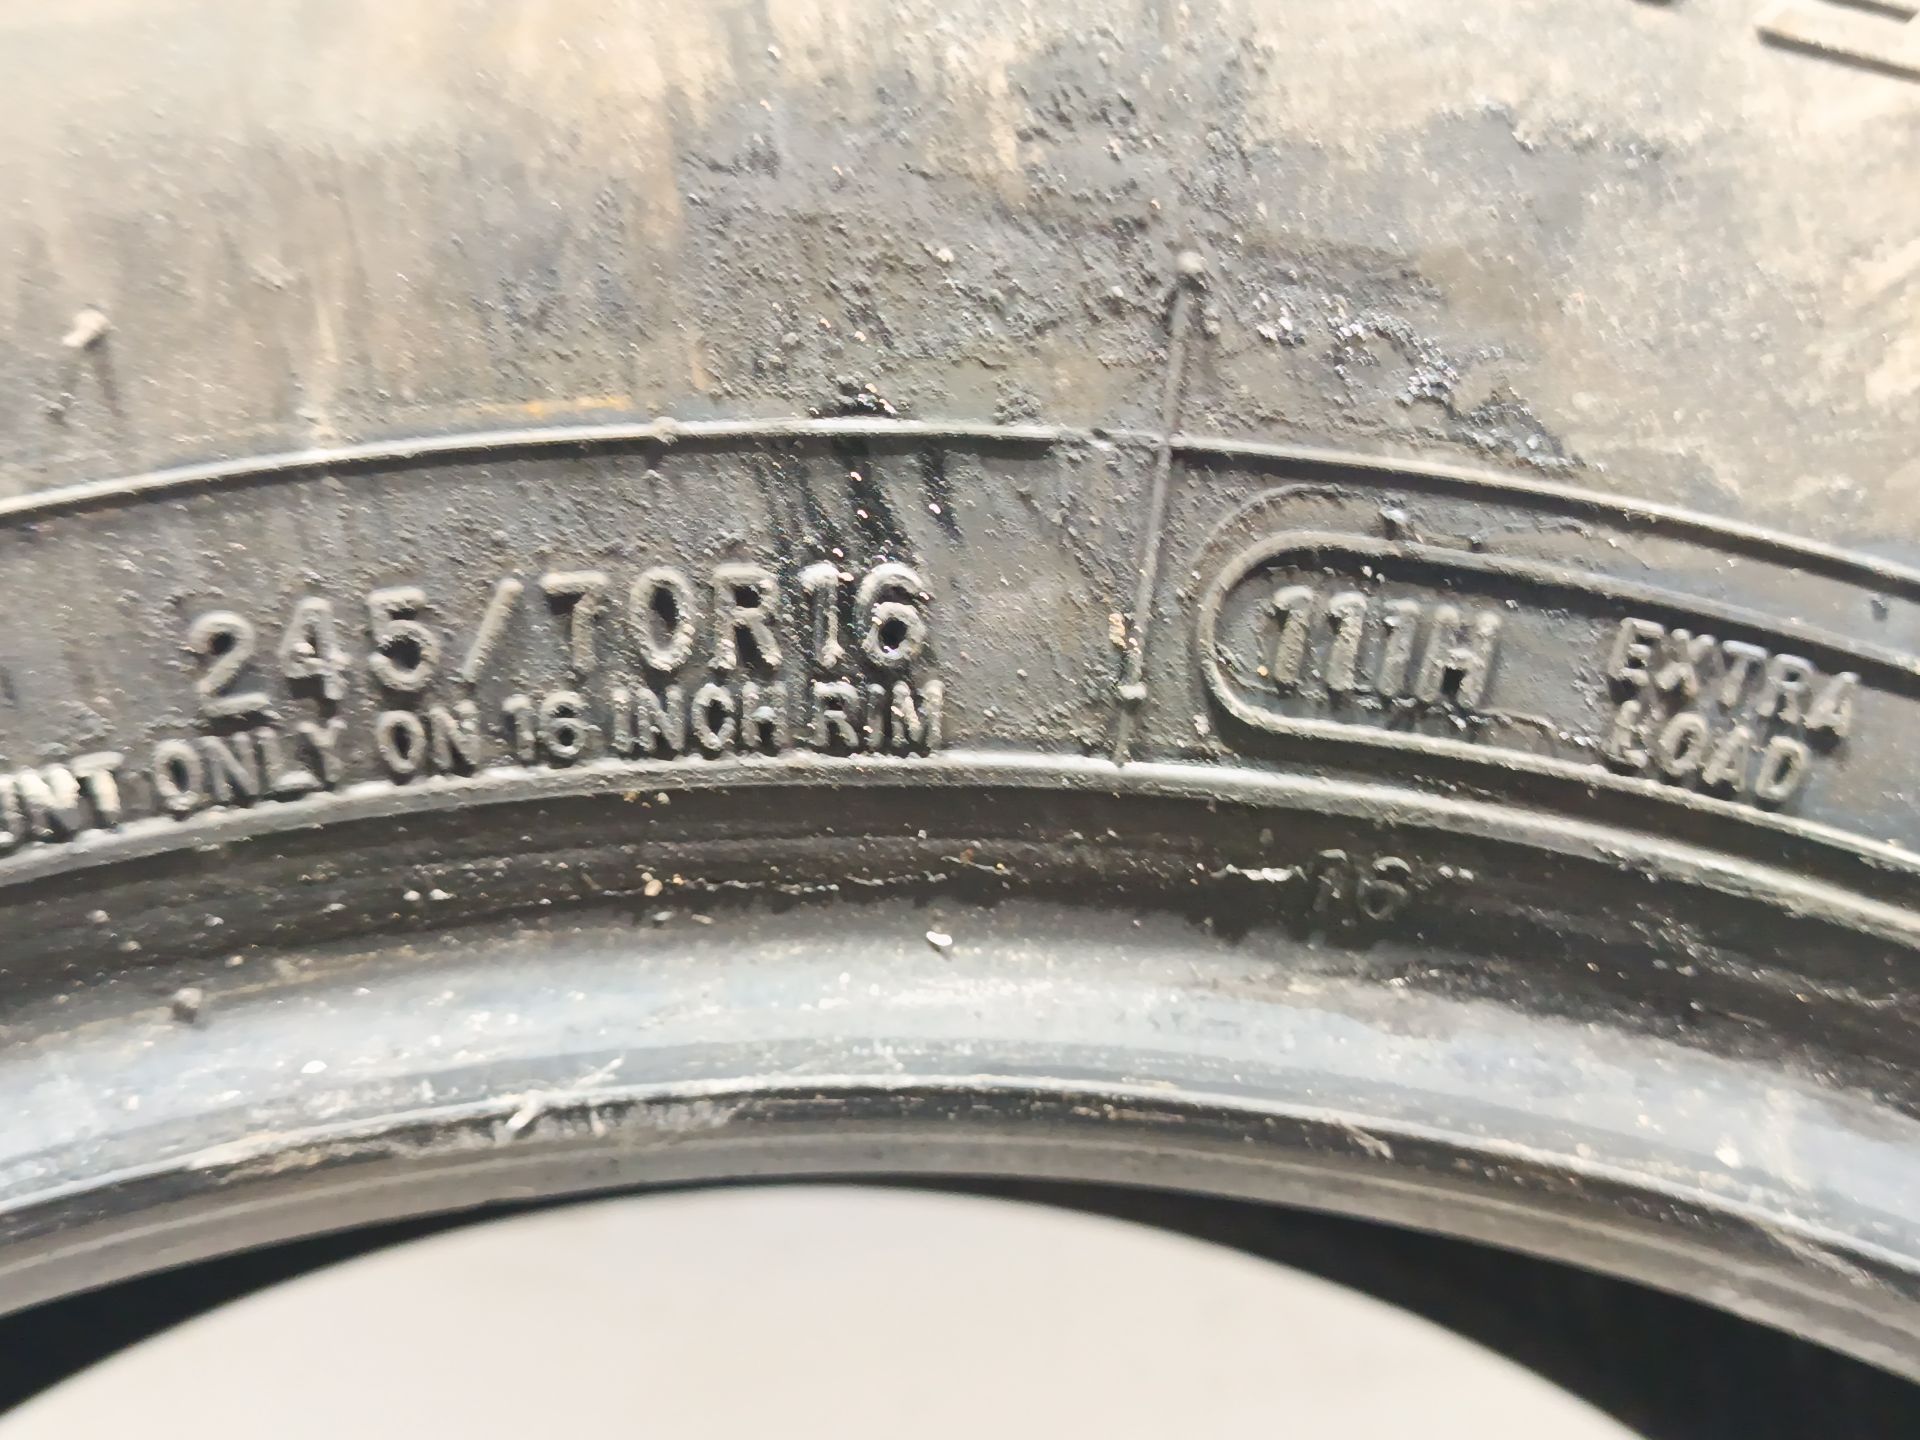 245/70R16
UNT ONLY ON 16 INCH RIM
111H
EXTRA
LOAD
16